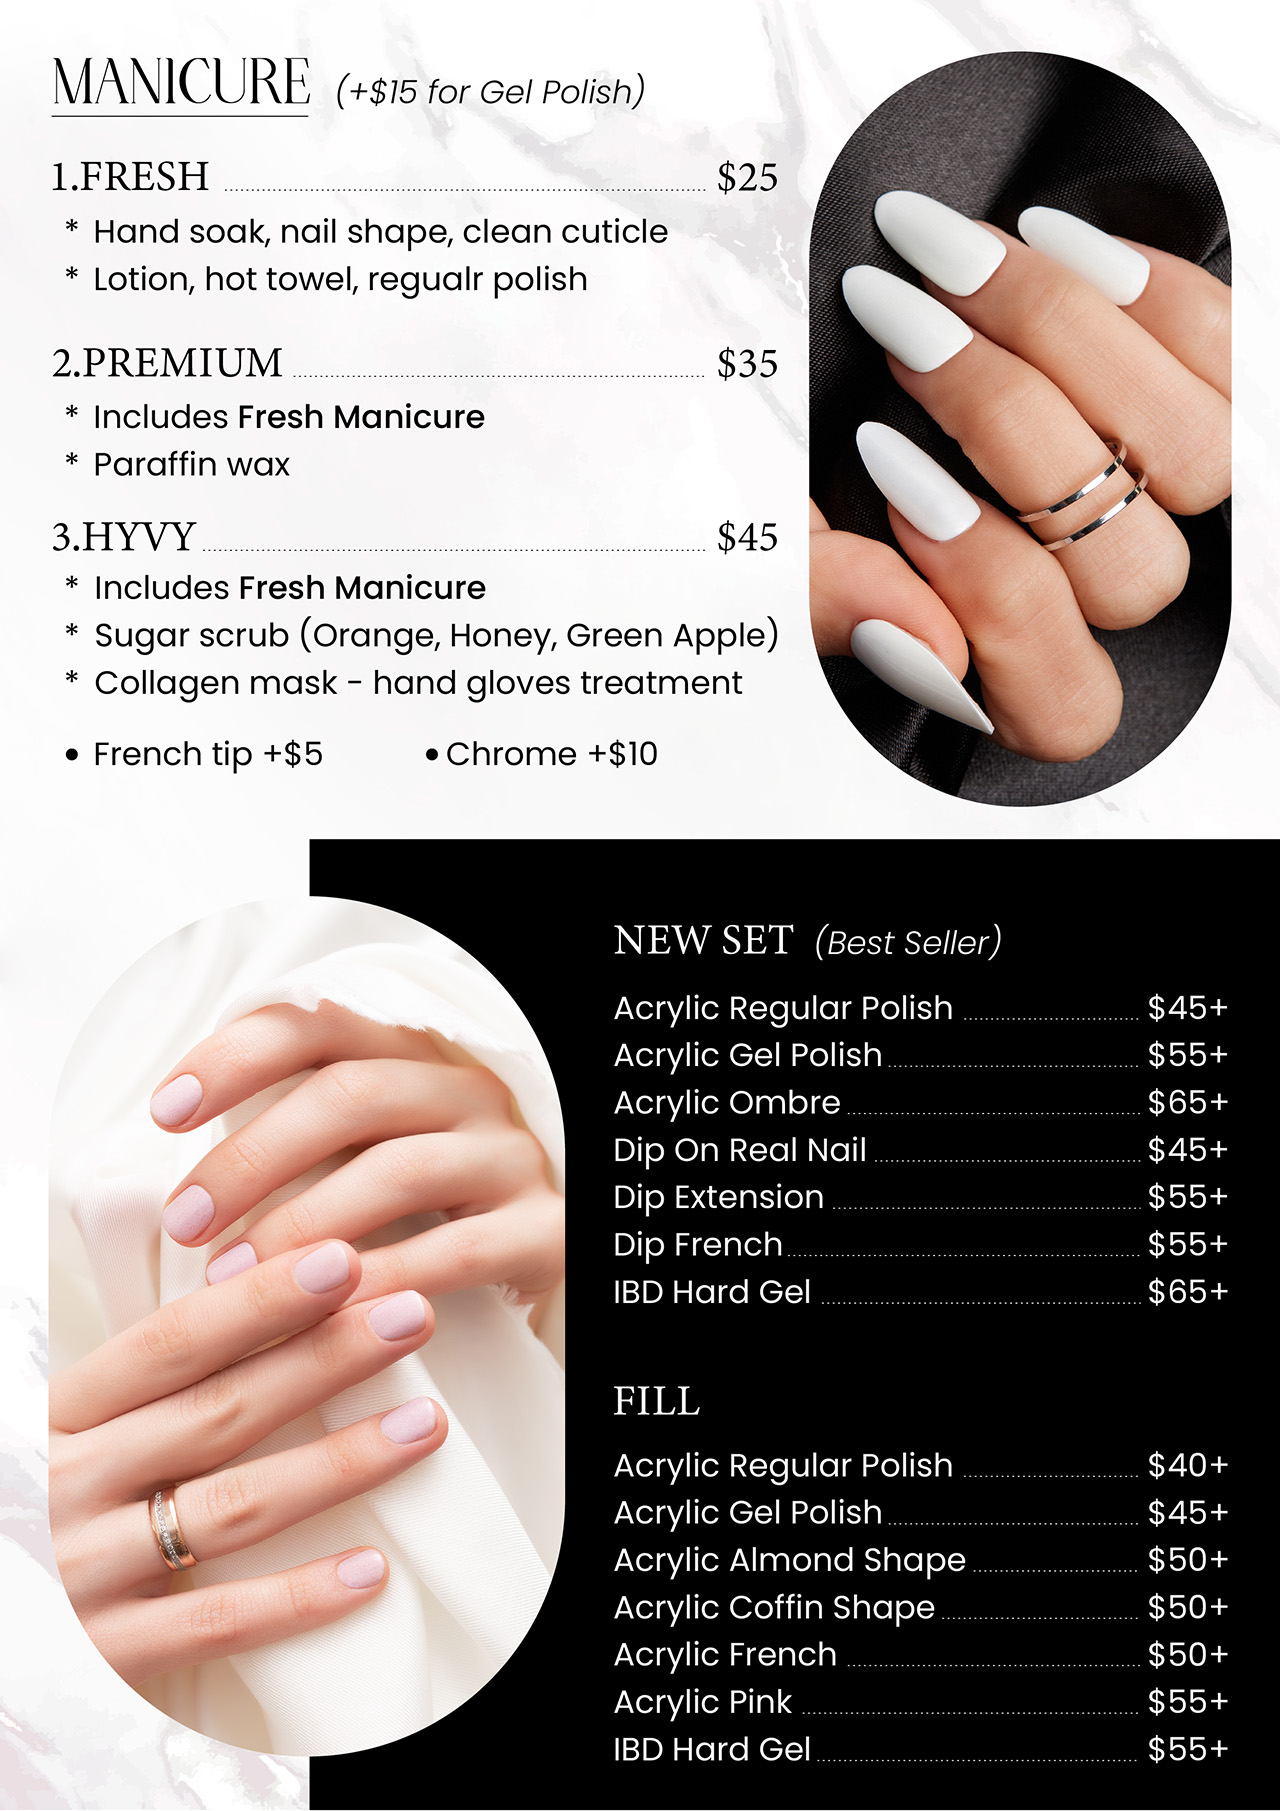 MANICURE (+$15 for Gel Polish)
1.FRESH $25
* Hand soak, nail shape, clean cuticle
* Lotion, hot towel, regualr polish
2.PREMIUM $35
* Includes Fresh Manicure
* Paraffin wax
3.HYVY $45
* Includes Fresh Manicure
* Sugar scrub (Orange, Honey, Green Apple)
* Collagen mask - hand gloves treatment
• French tip +$5 • Chrome +$10
NEW SET (Best Seller)
Acrylic Regular Polish $45+
Acrylic Gel Polish $55+
Acrylic Ombre $65+
Dip On Real Nail $45+
Dip Extension $55+
Dip French $55+
IBD Hard Gel $65+
FILL
Acrylic Regular Polish $40+
Acrylic Gel Polish $45+
Acrylic Almond Shape $50+
Acrylic Coffin Shape $50+
Acrylic French $50+
Acrylic Pink $55+
IBD Hard Gel $55+